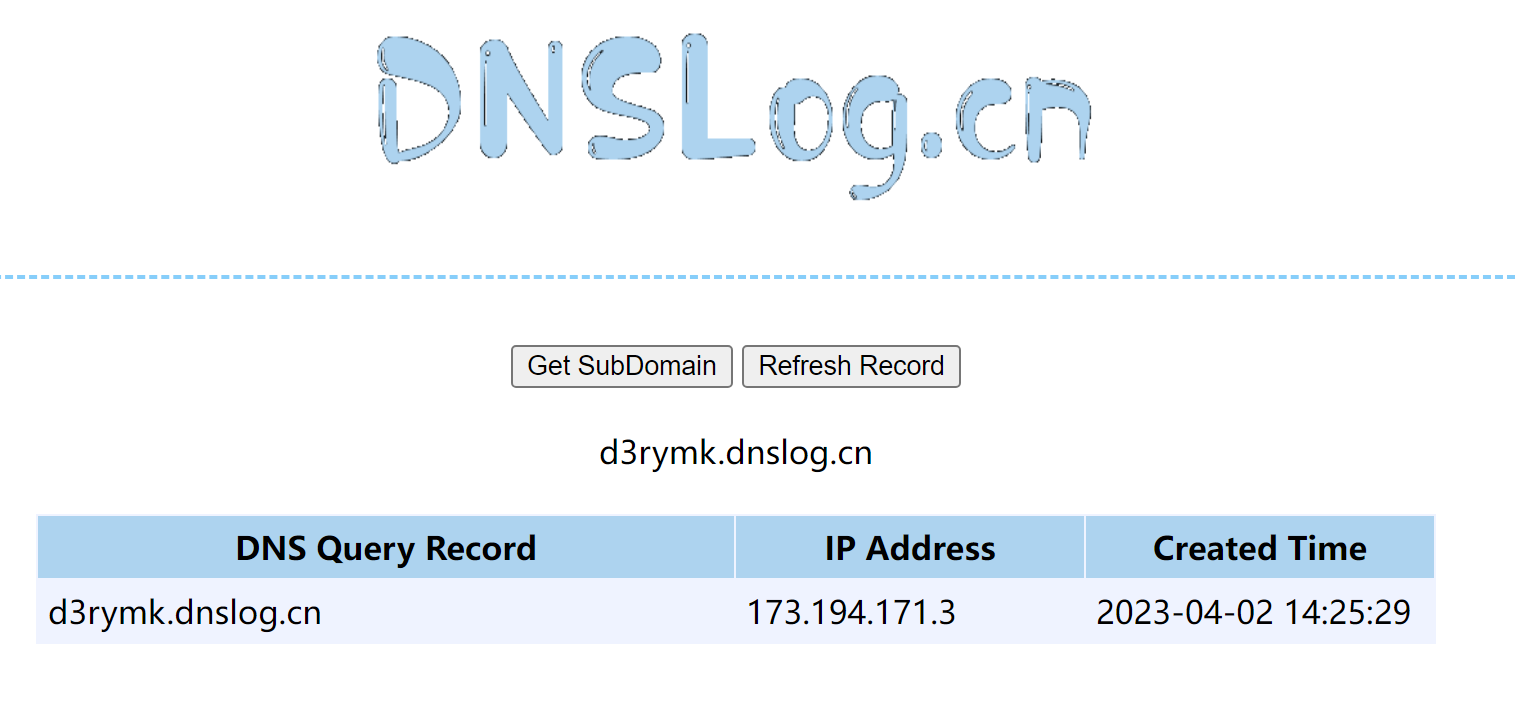 DNSLog.cn
Get SubDomain Refresh Record
d3rymk.dnslog.cn
DNS Query Record IP Address Created Time
d3rymk.dnslog.cn 173.194.171.3 2023-04-02 14:25:29